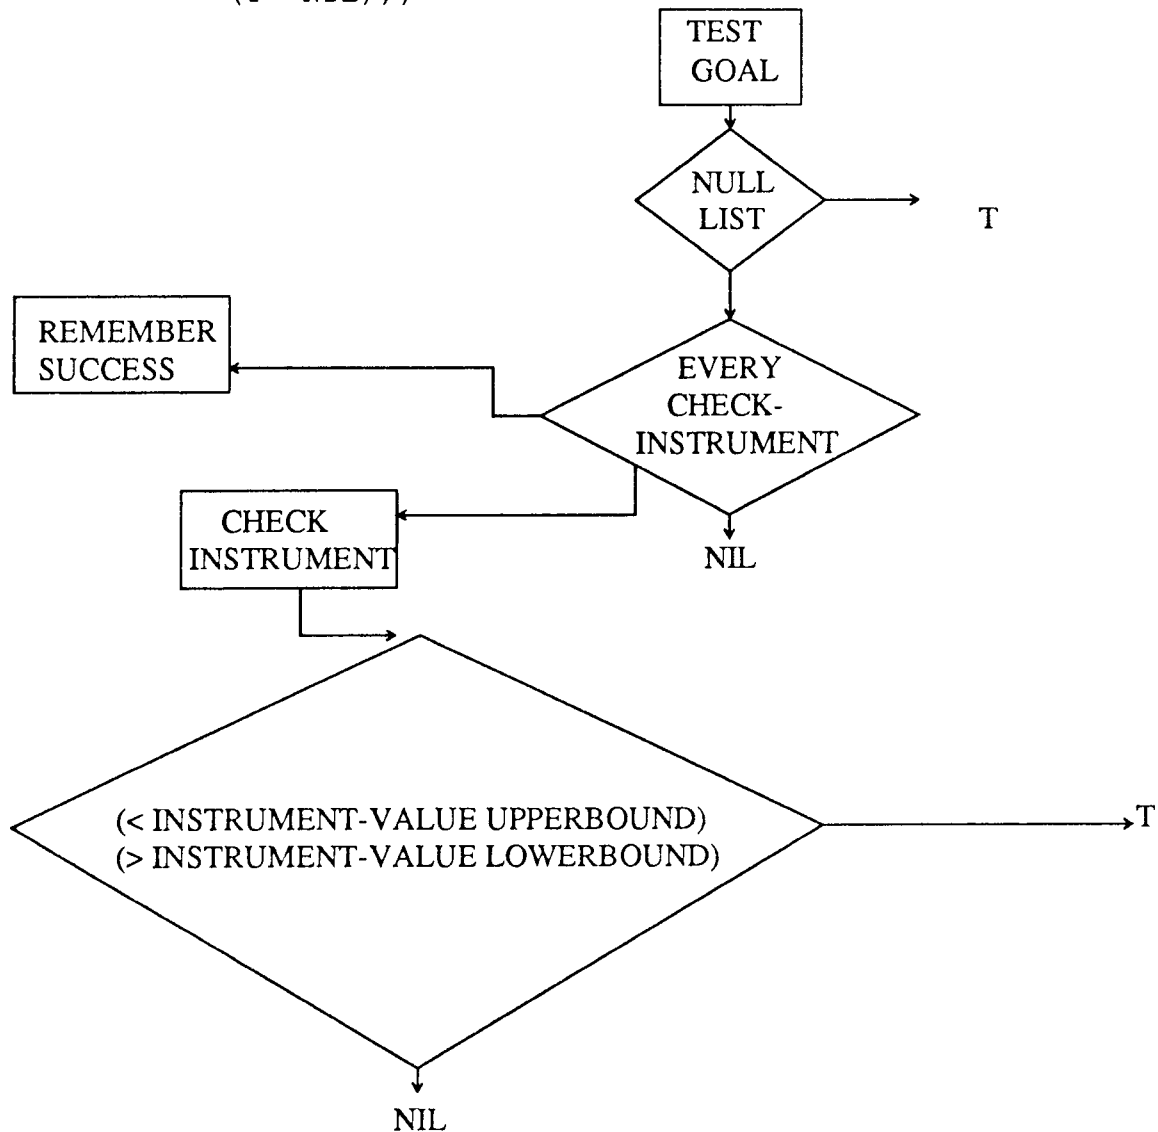 TEST
GOAL
NULL
LIST
T
REMEMBER
SUCCESS
EVERY
CHECK-
INSTRUMENT
CHECK
INSTRUMENT
NIL
(< INSTRUMENT-VALUE UPPERBOUND)
(> INSTRUMENT-VALUE LOWERBOUND)
T
NIL